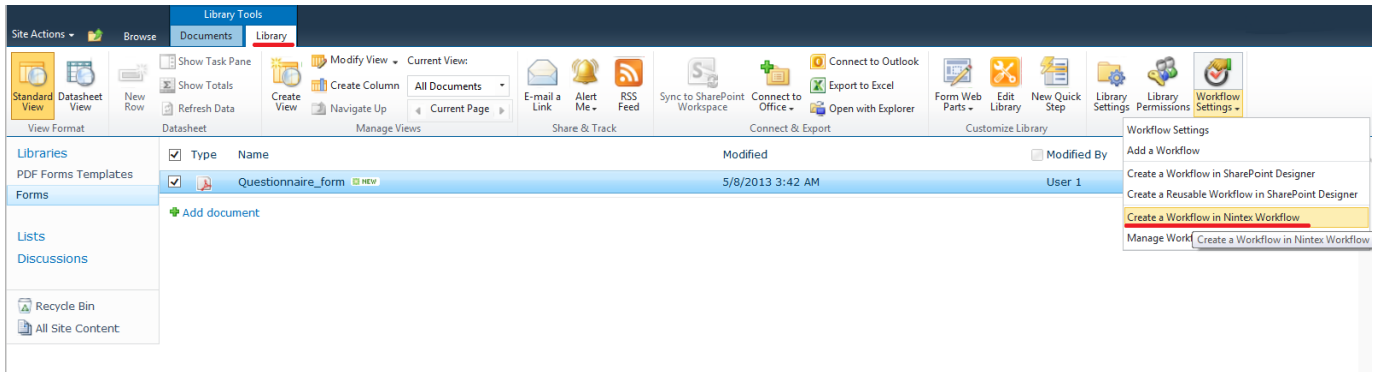 Library Tools
Site Actions
Browse
Documents
Library
Standard View
Datasheet View
New Row
View Format
Show Task Pane
Show Totals
Refresh Data
Datasheet
Create View
Modify View
Create Column
Navigate Up
Current View:
All Documents
Current Page
Manage Views
E-mail a Link
Alert Me
RSS Feed
Share & Track
Sync to SharePoint Workspace
Connect to Office
Connect to Outlook
Export to Excel
Open with Explorer
Connect & Export
Form Web Parts
Edit Library
New Quick Step
Customize Library
Library Settings
Library Permissions
Workflow Settings
Workflow Settings
Add a Workflow
Create a Workflow in SharePoint Designer
Create a Reusable Workflow in SharePoint Designer
Create a Workflow in Nintex Workflow
Manage Workf
Create a Workflow in Nintex Workflow
Libraries
PDF Forms Templates
Forms
Lists
Discussions
Recycle Bin
All Site Content
Type Name Modified Modified By
Questionnaire_form NEW 5/8/2013 3:42 AM User 1
Add document